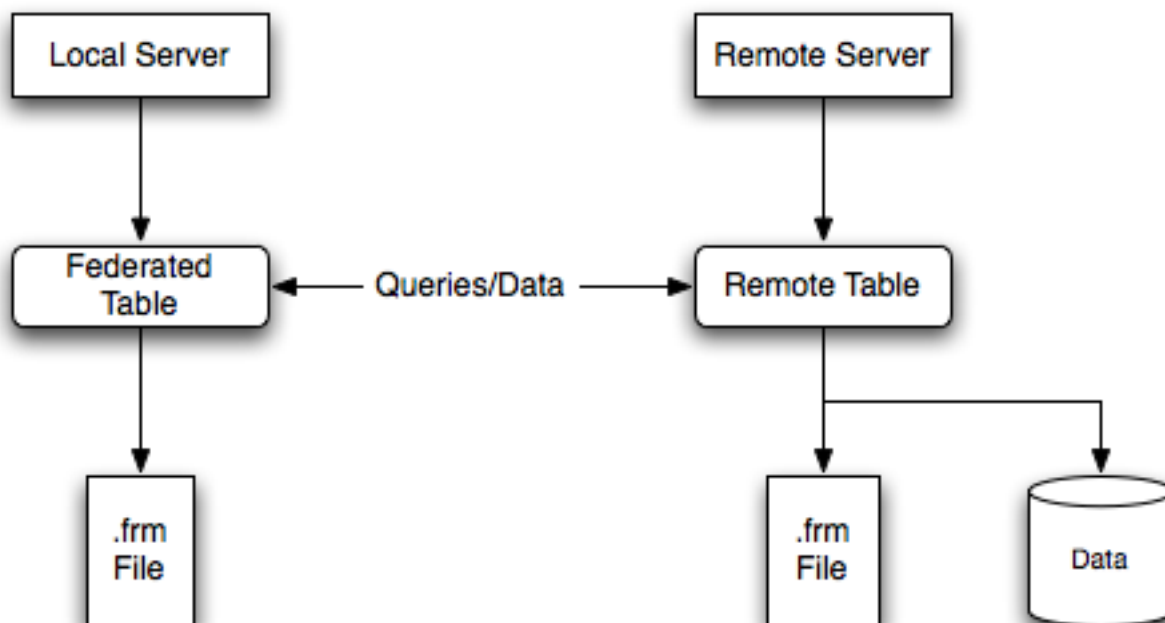 Local Server
Remote Server
Federated
Table
Queries/Data
Remote Table
.frm
File
.frm
File
Data